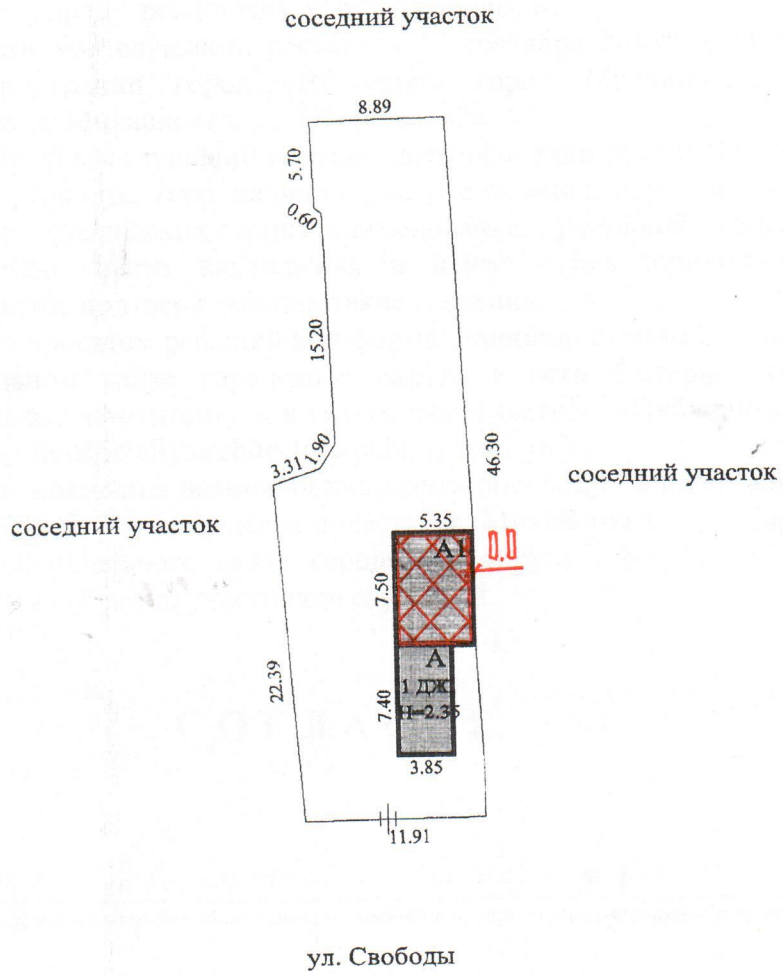 соседний участок
8.89
5.70
0.60
15.20
1.90
3.31
46.30
соседний участок
соседний участок
5.35
А1
0.0
7.50
А
1 ДЖ
Н=2.35
7.40
22.39
3.85
11.91
ул. Свободы